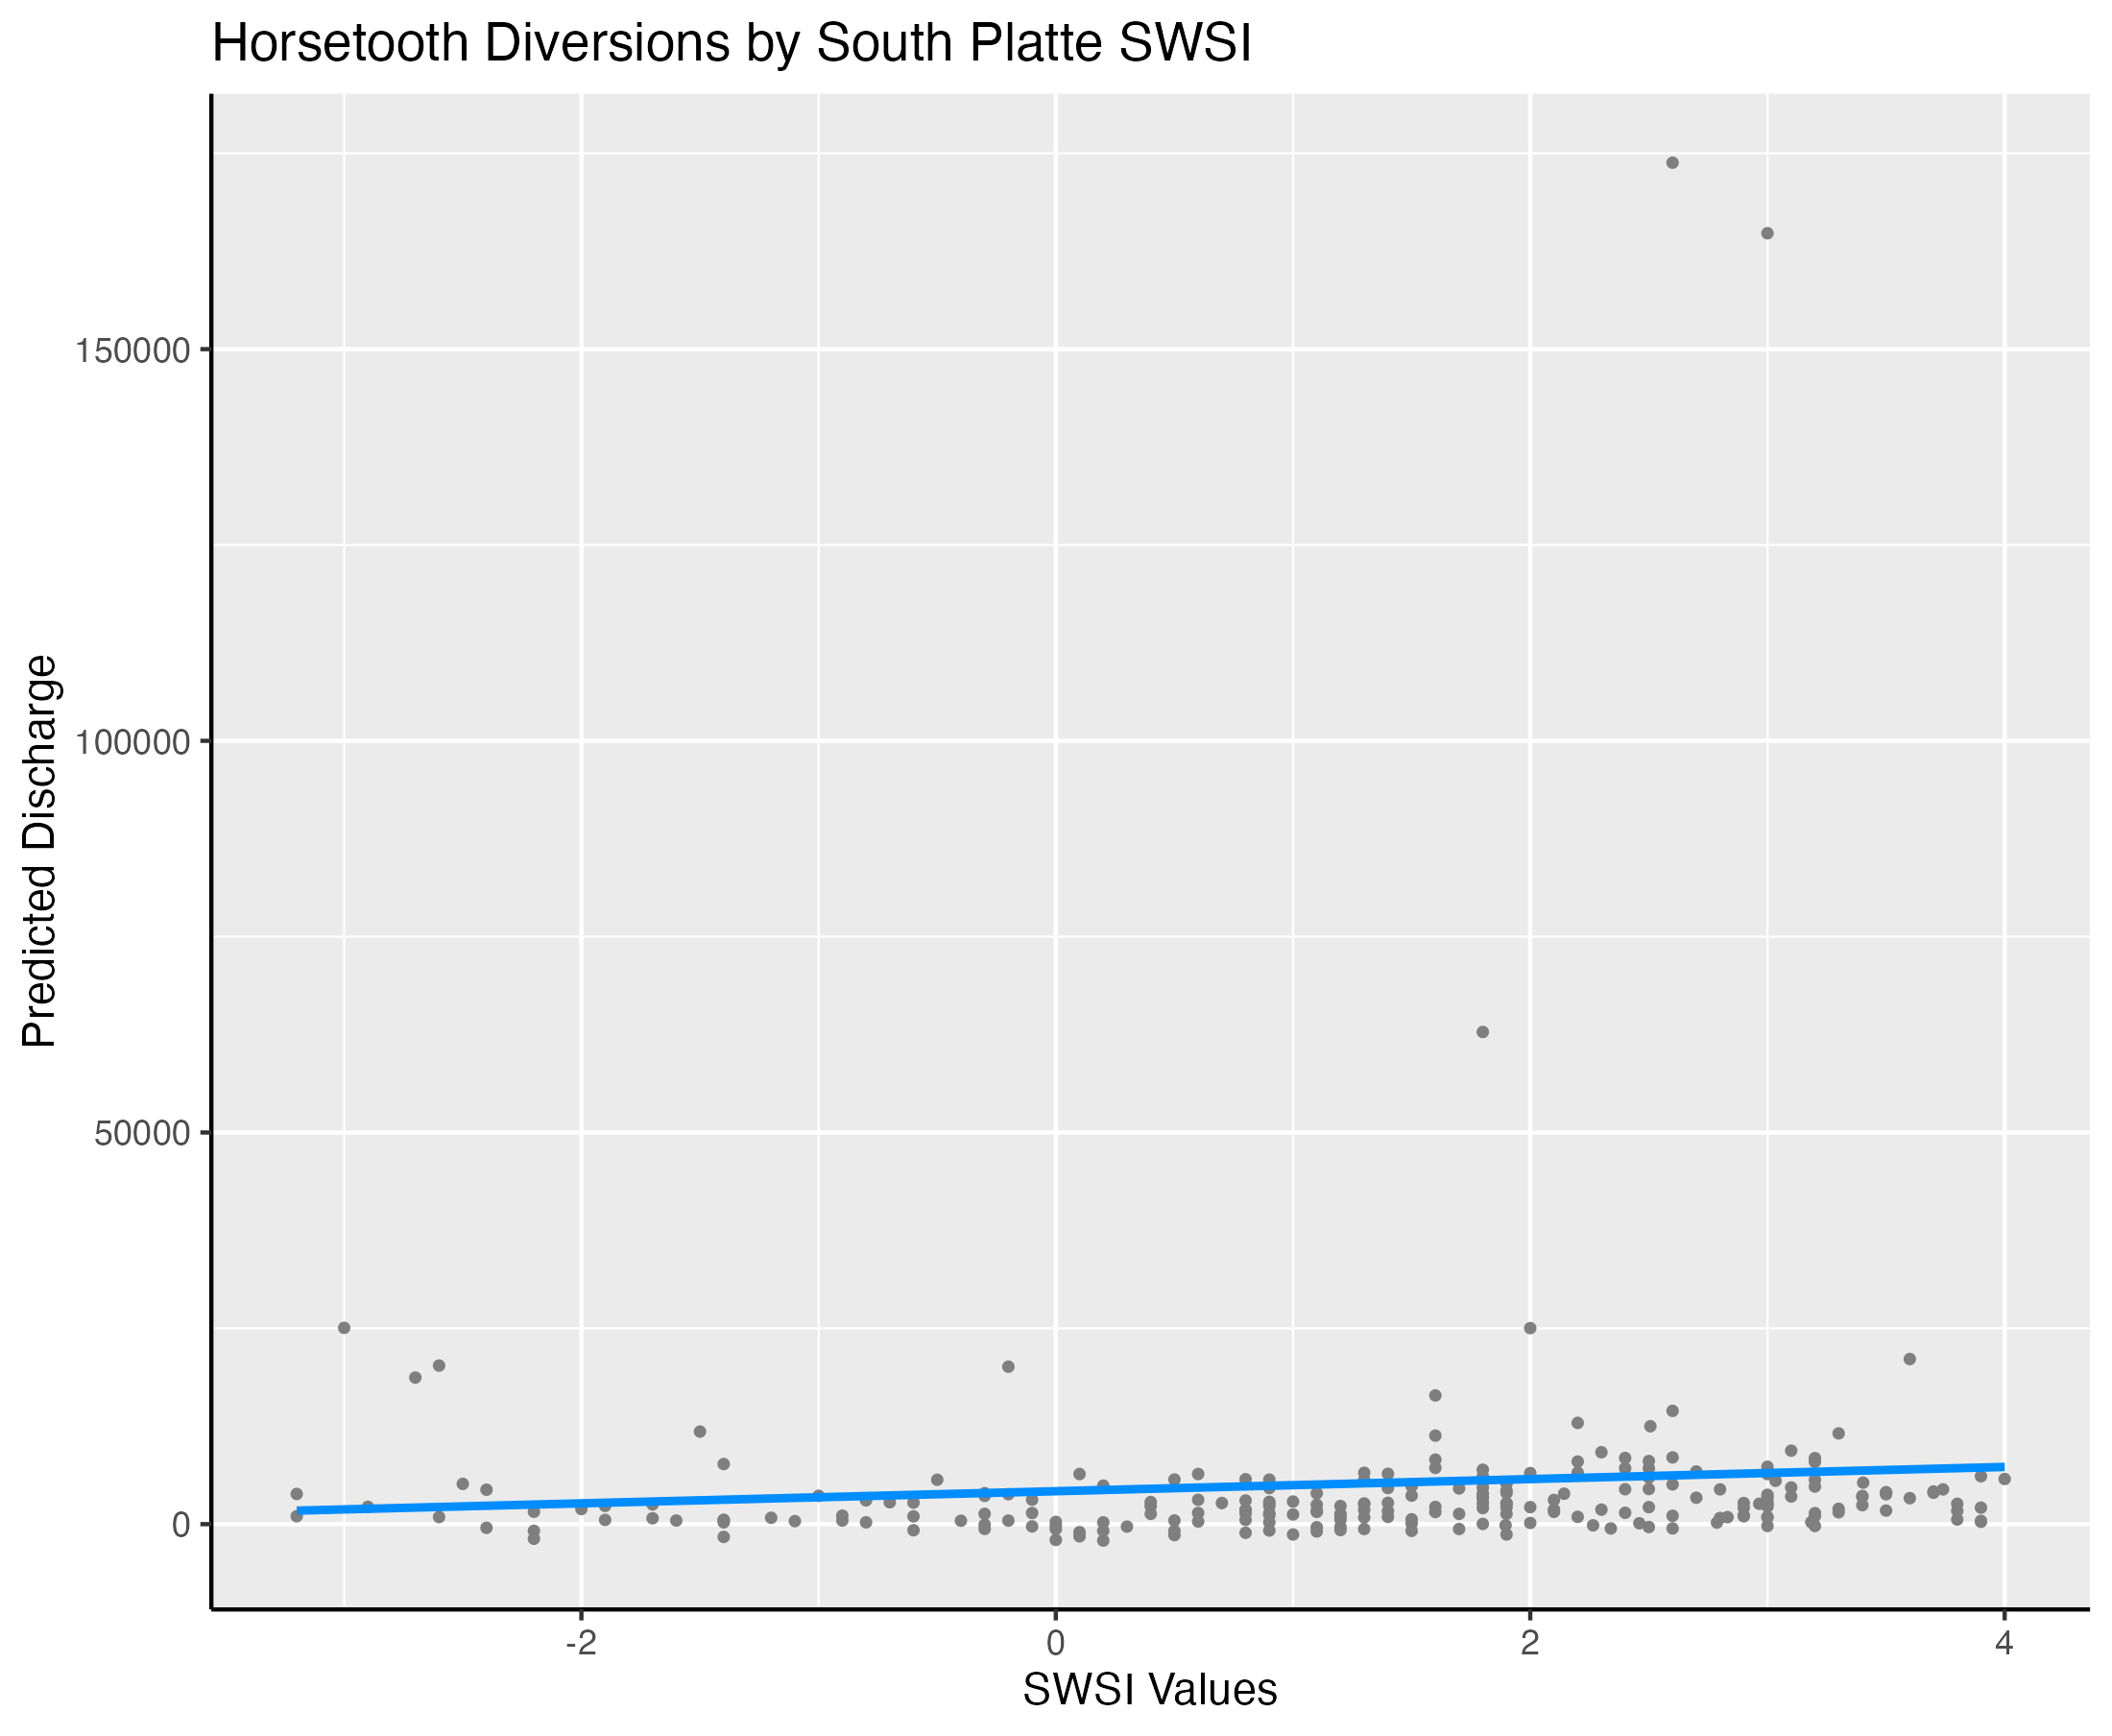 Horsetooth Diversions by South Platte SWSI
Predicted Discharge
150000
100000
50000
0
-2
0
2
4
SWSI Values